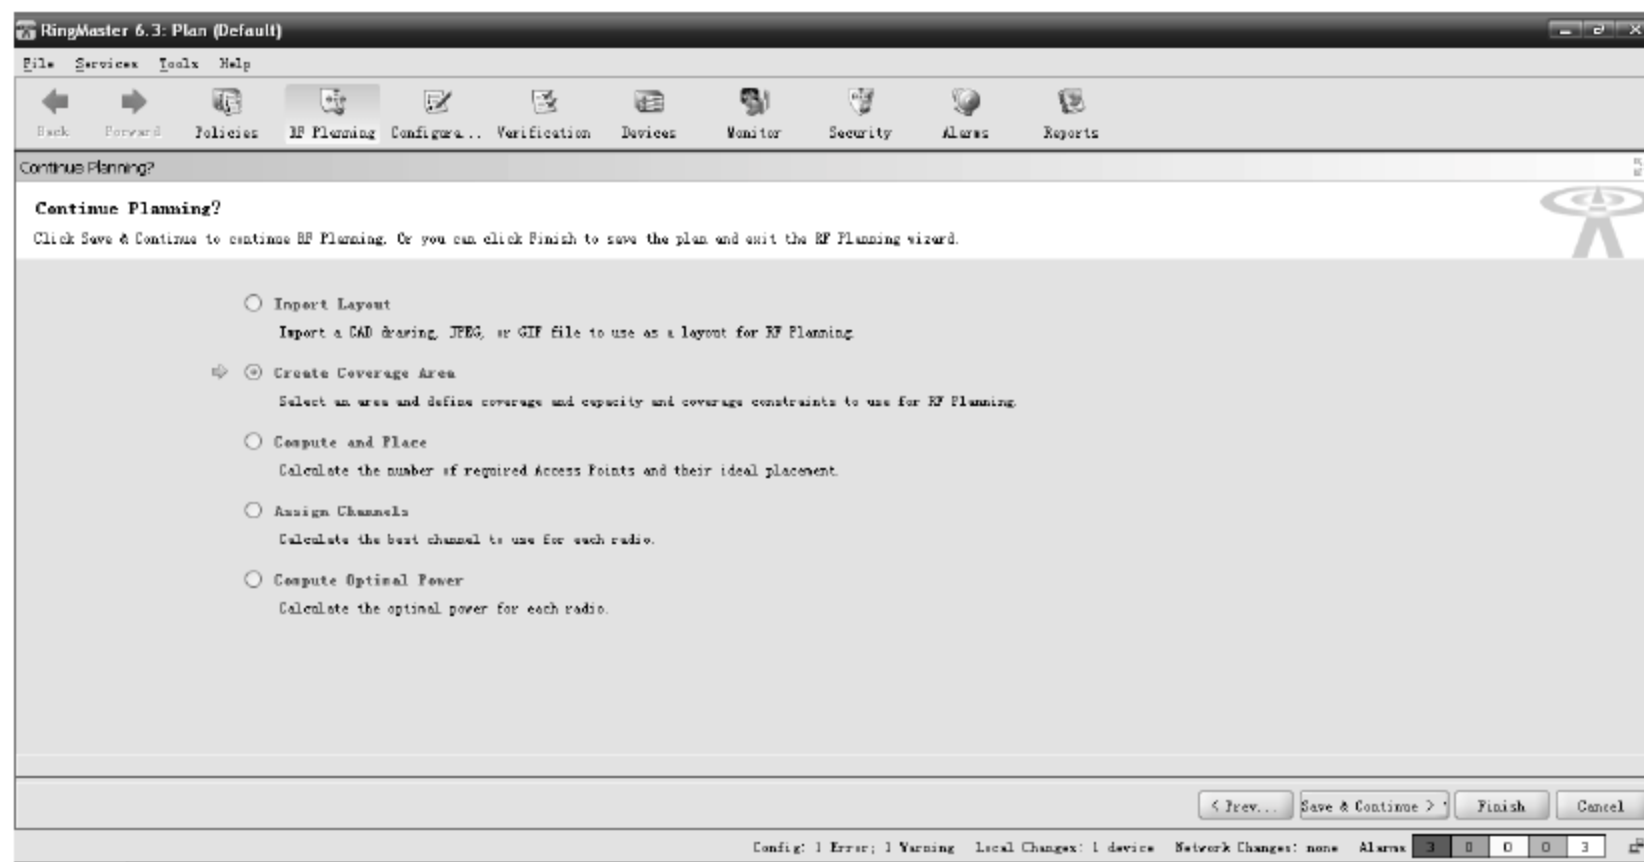 RingMaster 6.3: Plan (Default)
File Services Tools Help
Back Forward Policies RF Planning Configura... Verification Devices Monitor Security Alarms Reports
Continue Planning?
Continue Planning?
Click Save & Continue to continue RF Planning. Or you can click Finish to save the plan and exit the RF Planning wizard.
Import Layout
Import a CAD drawing, JPEG, or GIF file to use as a layout for RF Planning.
Create Coverage Area
Select an area and define coverage and capacity and coverage constraints to use for RF Planning.
Compute and Place
Calculate the number of required Access Points and their ideal placement.
Assign Channels
Calculate the best channel to use for each radio.
Compute Optimal Power
Calculate the optimal power for each radio.
< Prev... Save & Continue > Finish Cancel
Config: 1 Error; 1 Warning Local Changes: 1 device Network Changes: none Alarms 3 0 0 0 3